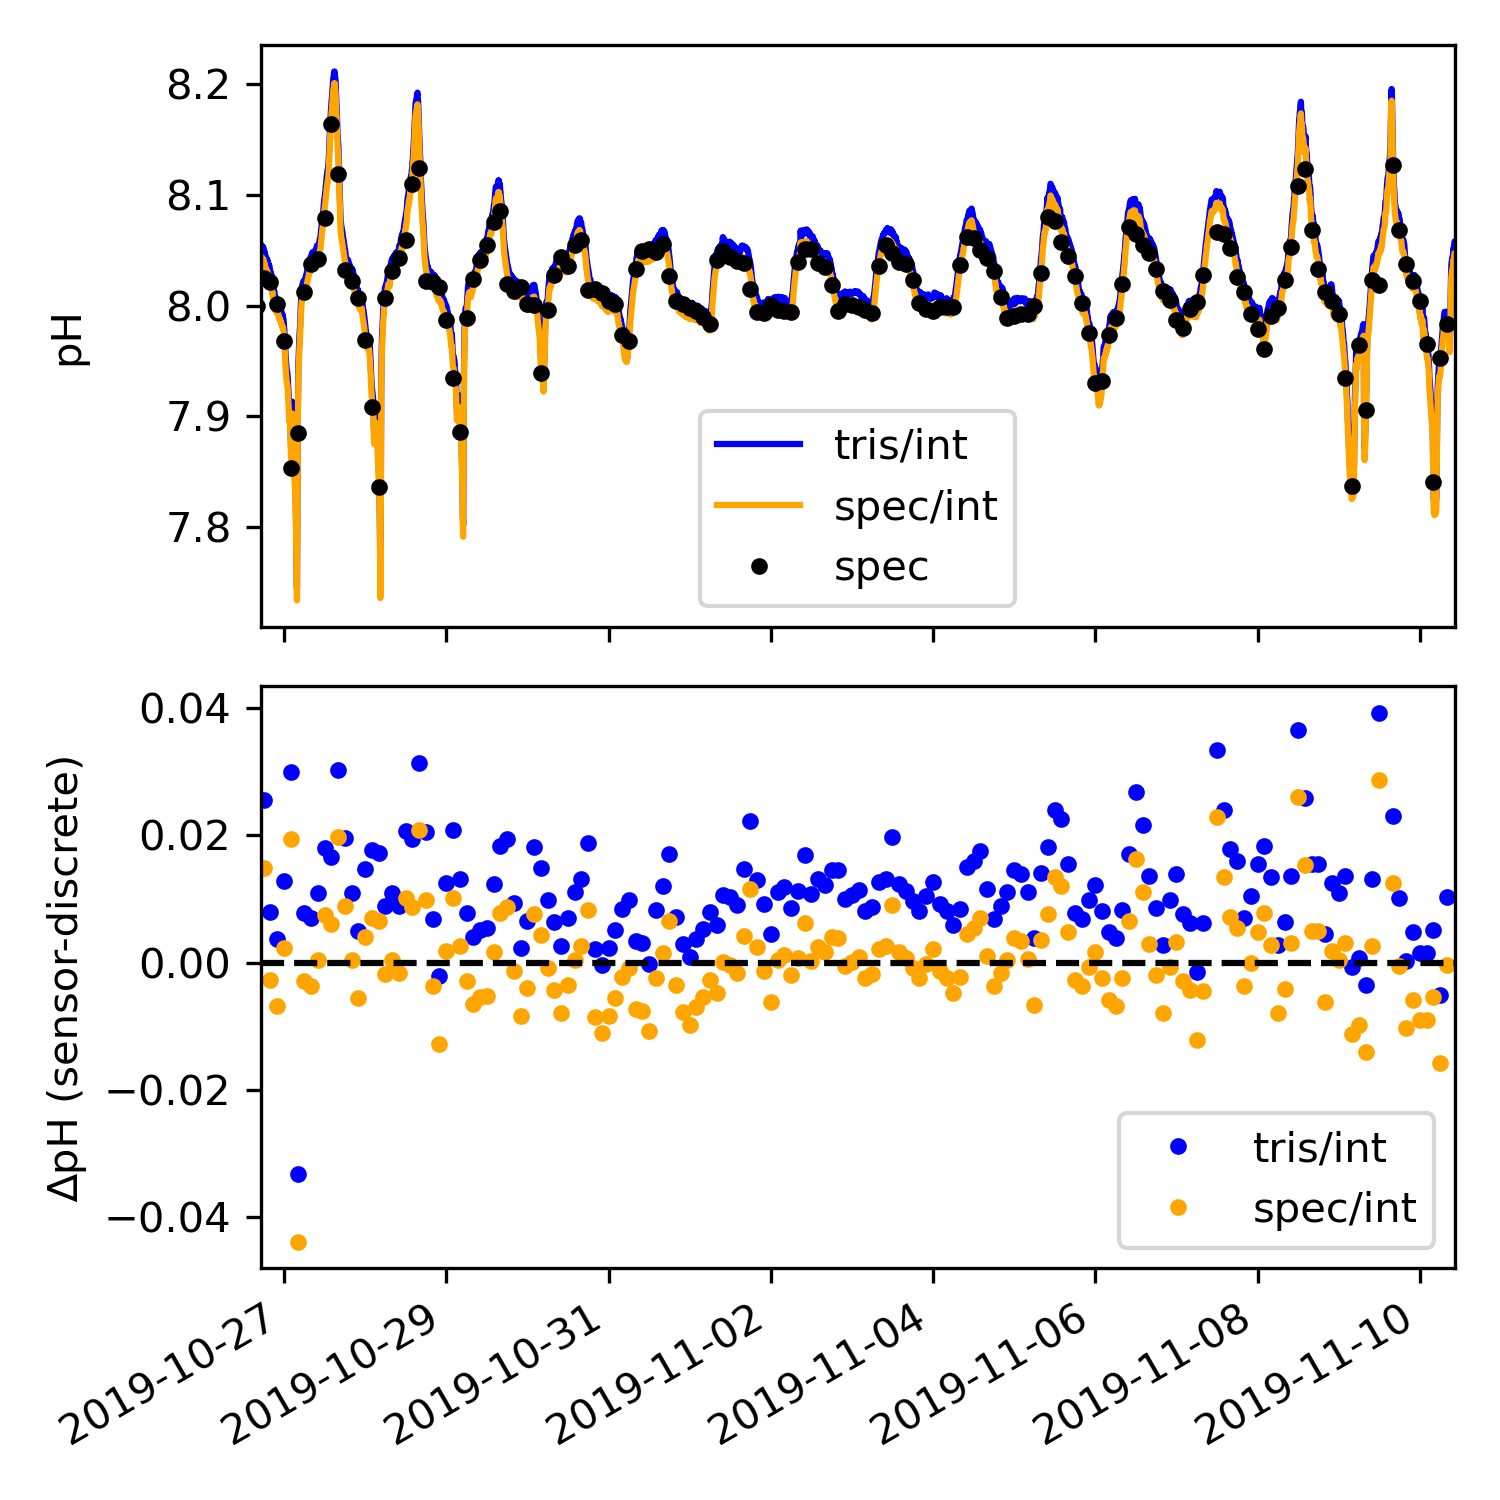 8.2
8.1
8.0
7.9
7.8
pH
tris/int
spec/int
spec
0.04
0.02
0.00
−0.02
−0.04
ΔpH (sensor-discrete)
tris/int
spec/int
2019-10-27
2019-10-29
2019-10-31
2019-11-02
2019-11-04
2019-11-06
2019-11-08
2019-11-10